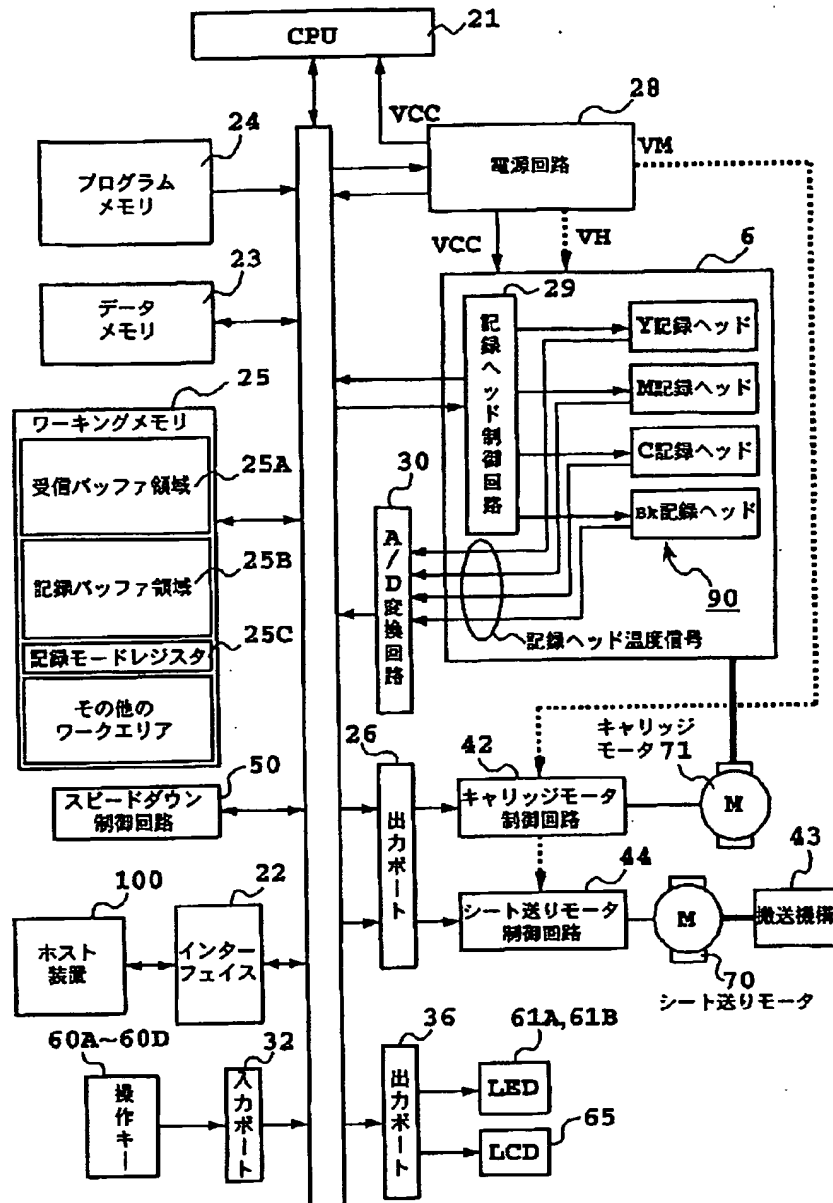 CPU
21
VCC
28
VM
電源回路
24
プログラム
メモリ
VCC
VH
6
23
データ
メモリ
29
記録ヘッド制御回路
Y記録ヘッド
M記録ヘッド
C記録ヘッド
Bk記録ヘッド
90
25
ワーキングメモリ
受信バッファ領域
25A
記録バッファ領域
25B
25C
記録モードレジスタ
その他の
ワークエリア
30
A/D変換回路
記録ヘッド温度信号
50
スピードダウン
制御回路
26
出力ポート
42
キャリッジモータ
制御回路
キャリッジ
モータ71
M
44
シート送りモータ
制御回路
M
43
搬送機構
70
シート送りモータ
100
ホスト
装置
22
インター
フェイス
60A~60D
操作キー
32
入力ポート
36
出力ポート
61A,61B
LED
LCD
65